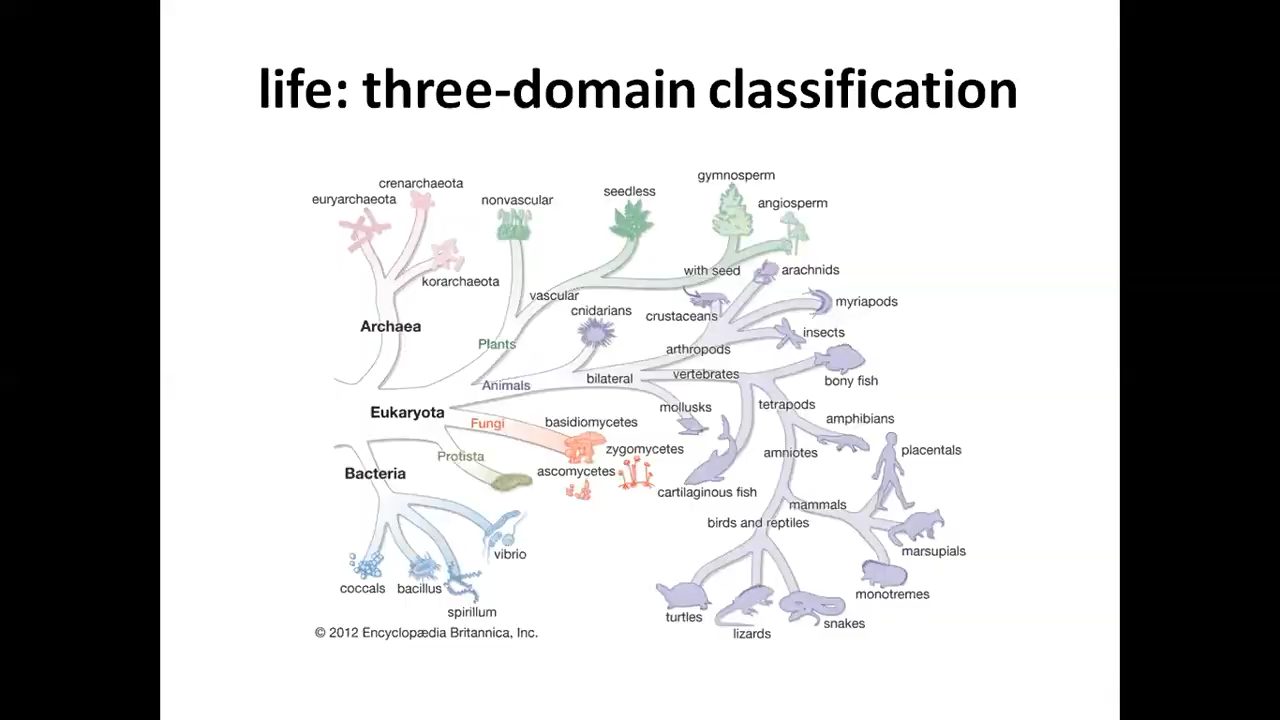 life: three-domain classification
crenarchaeota
euryarchaeota
korarchaeota
Archaea
nonvascular
seedless
gymnosperm
angiosperm
with seed
vascular
Plants
arachnids
myriapods
crustaceans
insects
cnidarians
arthropods
Animals
bilateral
vertebrates
bony fish
mollusks
tetrapods
amphibians
Eukaryota
Fungi
basidiomycetes
zygomycetes
ascomycetes
Protista
cartilaginous fish
amniotes
placentals
mammals
marsupials
monotremes
birds and reptiles
turtles
lizards
snakes
Bacteria
vibrio
coccals
bacillus
spirillum
© 2012 Encyclopædia Britannica, Inc.